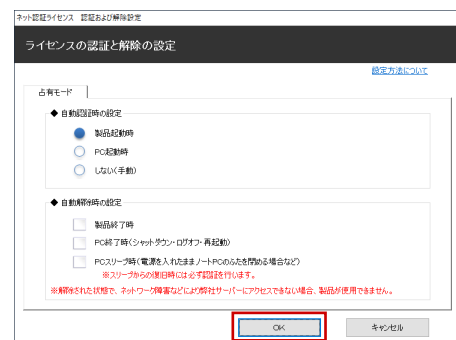 ネット認証ライセンス 認証および解除設定
ライセンスの認証と解除の設定
設定方法について
占有モード
◆ 自動認証時の設定
製品起動時
PC起動時
しない(手動)
◆ 自動解除時の設定
製品終了時
PC終了時(シャットダウン・ログオフ・再起動)
PCスリープ時(電源を入れたままノートPCのふたを閉める場合など)
※スリープからの復旧時には必ず認証を行います。
※解除された状態で、ネットワーク障害などにより弊社サーバーにアクセスできない場合、製品が使用できません。
OK
キャンセル